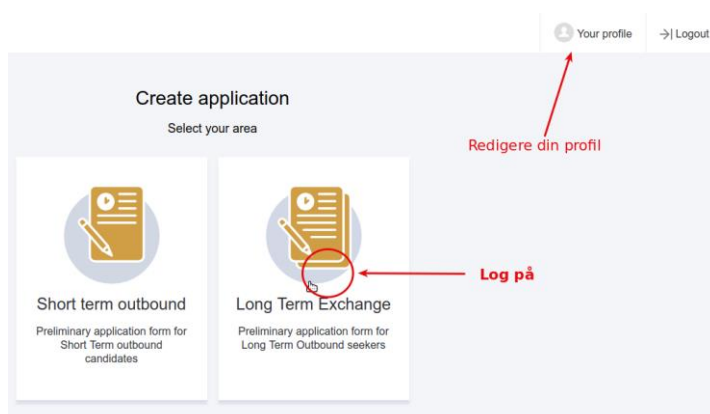 Your profile
Logout
Create application
Select your area
Redigere din profil
Log på
Short term outbound
Preliminary application form for
Short Term outbound
candidates
Long Term Exchange
Preliminary application form for
Long Term Outbound seekers